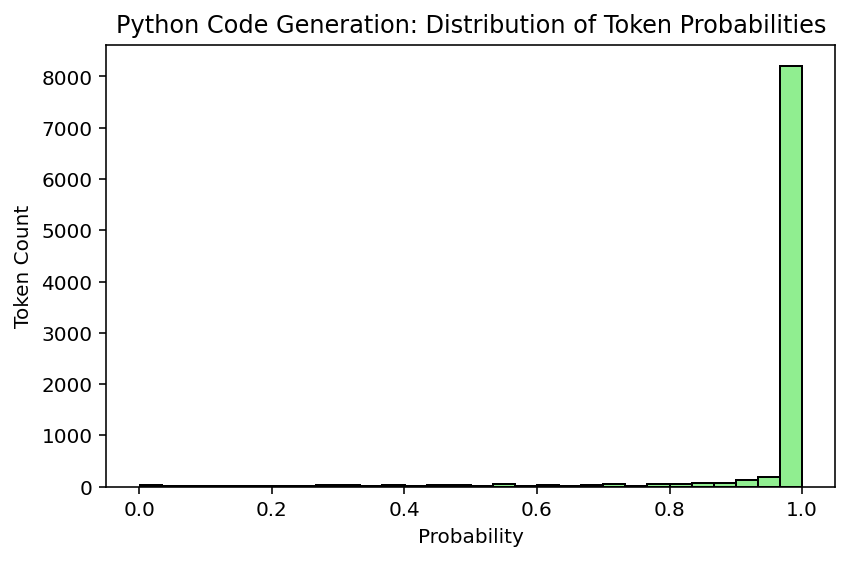 Python Code Generation: Distribution of Token Probabilities
8000
7000
6000
5000
4000
3000
2000
1000
0
Token Count
0.0 0.2 0.4 0.6 0.8 1.0
Probability